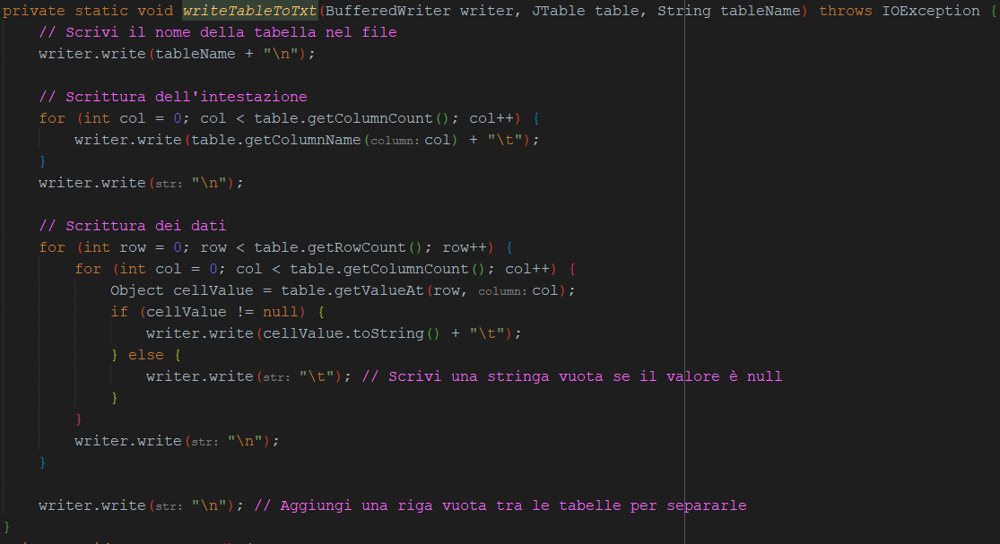 private static void writeTableToTxt(BufferedWriter writer, JTable table, String tableName) throws IOException {
    // Scrivi il nome della tabella nel file
    writer.write(tableName + "\n");

    // Scrittura dell'intestazione
    for (int col = 0; col < table.getColumnCount(); col++) {
        writer.write(table.getColumnName(column: col) + "\t");
    }
    writer.write(str: "\n");

    // Scrittura dei dati
    for (int row = 0; row < table.getRowCount(); row++) {
        for (int col = 0; col < table.getColumnCount(); col++) {
            Object cellValue = table.getValueAt(row, column: col);
            if (cellValue != null) {
                writer.write(cellValue.toString() + "\t");
            } else {
                writer.write(str: "\t"); // Scrivi una stringa vuota se il valore è null
            }
        }
        writer.write(str: "\n");
    }

    writer.write(str: "\n"); // Aggiungi una riga vuota tra le tabelle per separarle
}